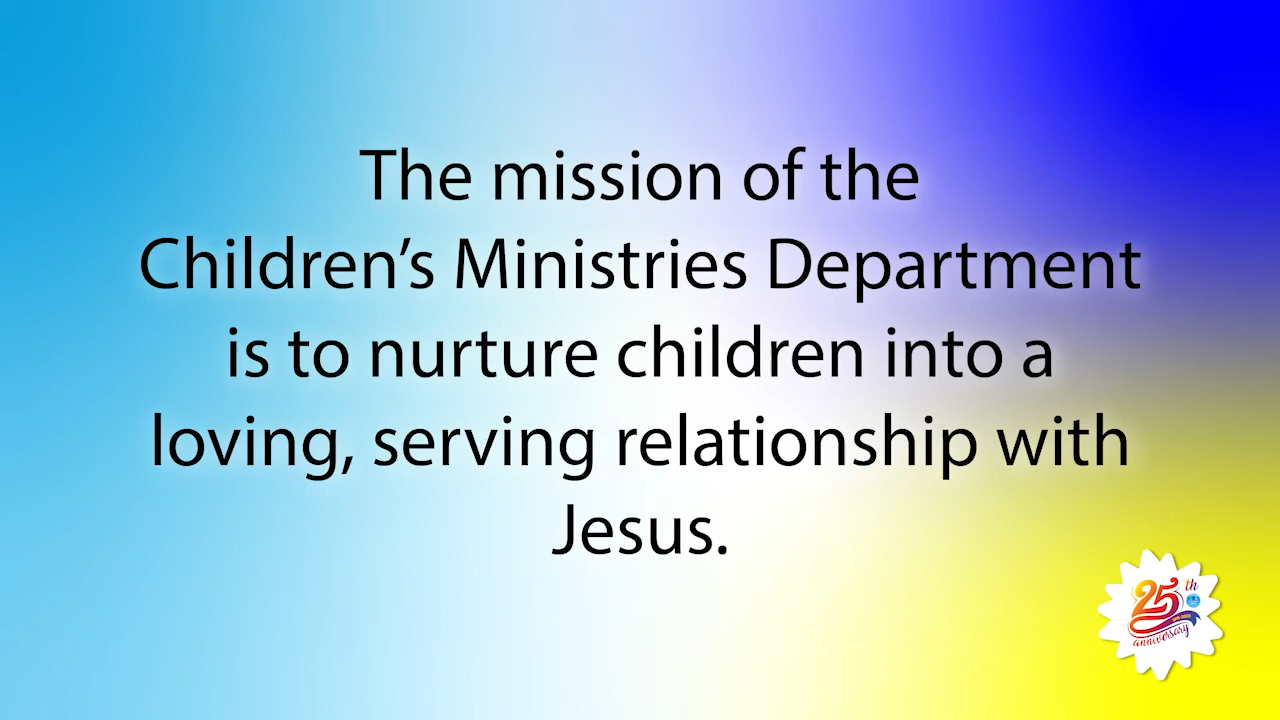 The mission of the
Children’s Ministries Department
is to nurture children into a
loving, serving relationship with
Jesus.
25th
anniversary